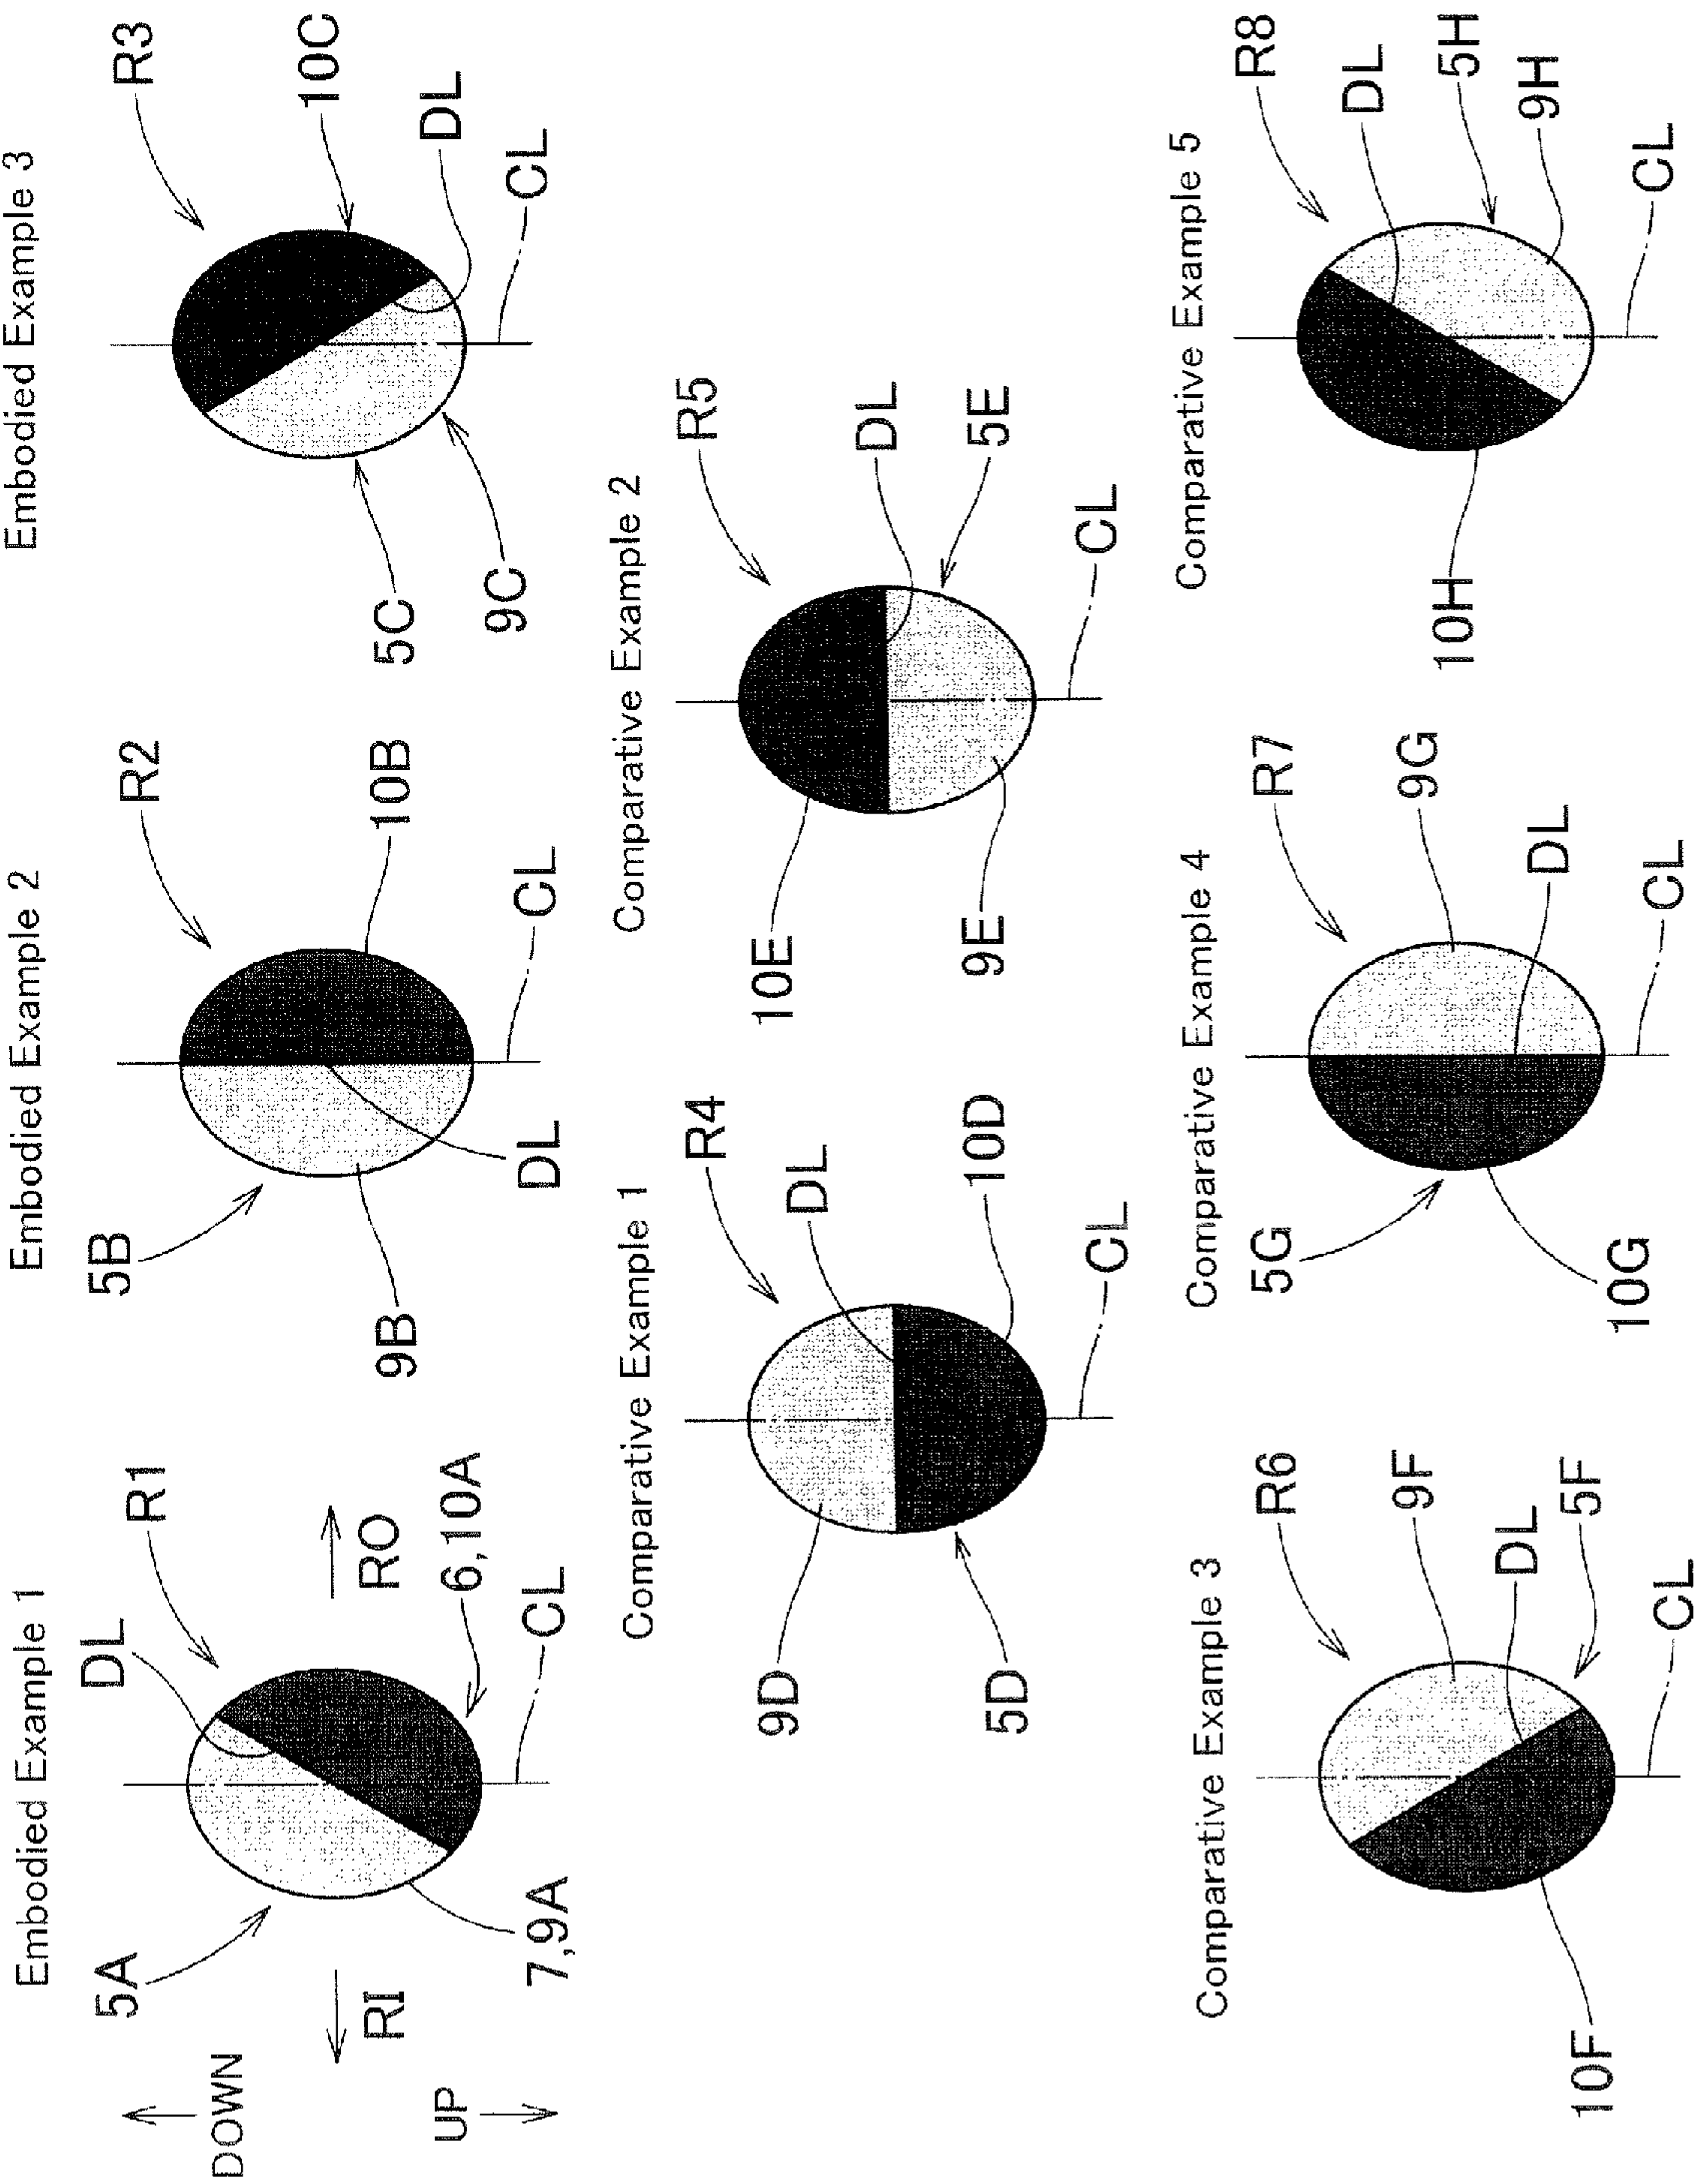 Embodied Example 1
DL
R1
5A
RI
RO
6,10A
7,9A
CL
DOWN
UP
Embodied Example 2
5B
R2
9B
10B
DL
CL
Embodied Example 3
R3
10C
DL
CL
5C
9C
Comparative Example 1
R4
DL
9D
10D
5D
CL
Comparative Example 2
R5
DL
10E
5E
9E
CL
Comparative Example 3
R6
9F
DL
5F
10F
CL
Comparative Example 4
R7
5G
9G
DL
10G
CL
Comparative Example 5
R8
DL
5H
10H
9H
CL